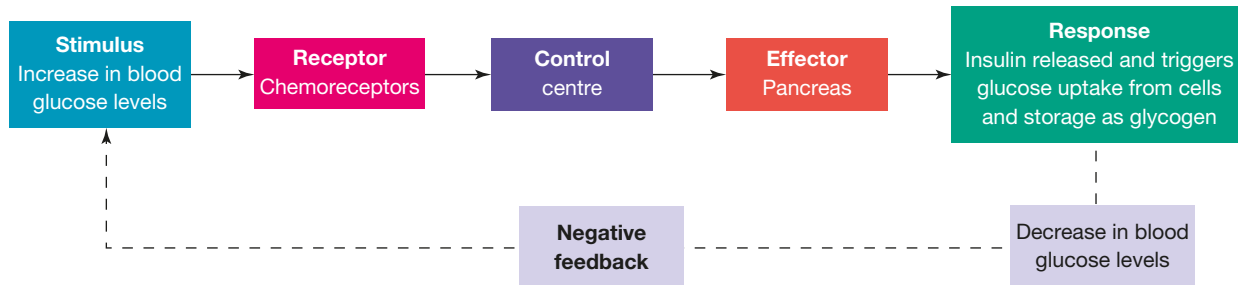 Stimulus
Increase in blood
glucose levels
Receptor
Chemoreceptors
Control
centre
Effector
Pancreas
Response
Insulin released and triggers
glucose uptake from cells
and storage as glycogen
Negative
feedback
Decrease in blood
glucose levels